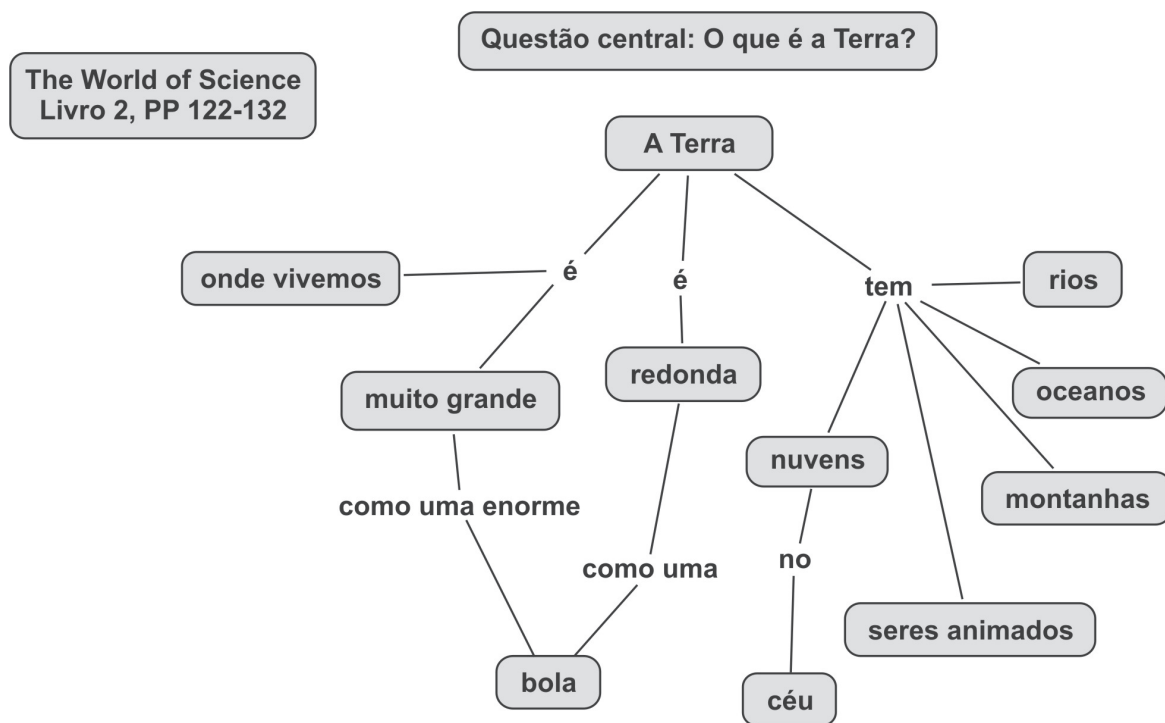 Questão central: O que é a Terra?
The World of Science
Livro 2, PP 122-132
A Terra
onde vivemos
é
é
tem
rios
muito grande
redonda
oceanos
nuvens
montanhas
como uma enorme
como uma
no
seres animados
bola
céu